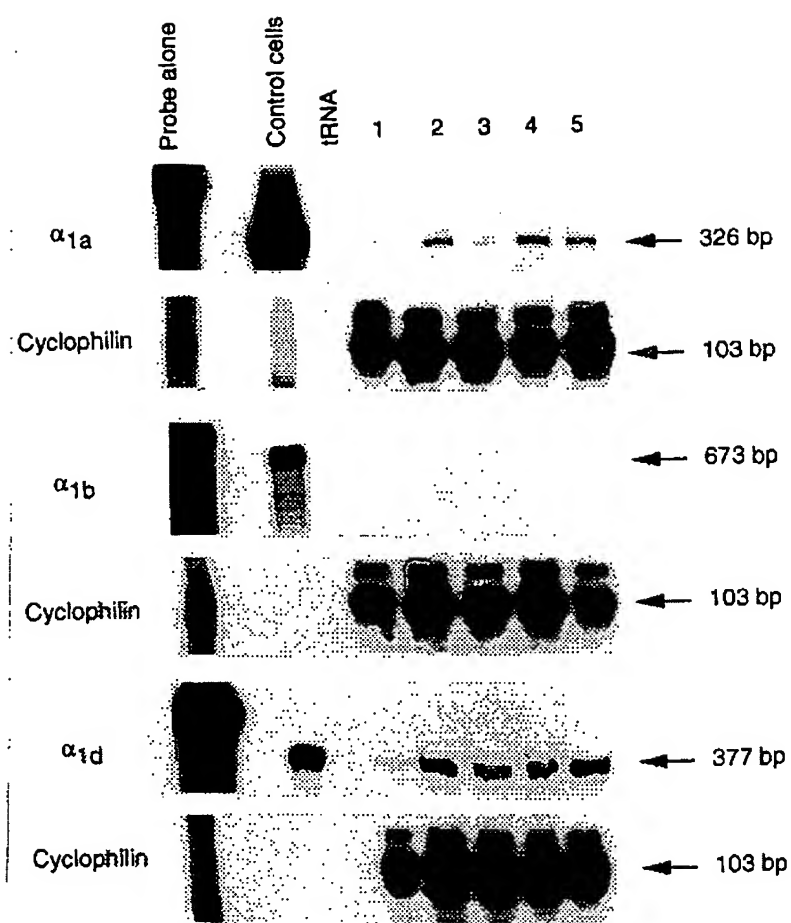 Probe alone
Control cells
tRNA
1 2 3 4 5
α1a
326 bp
Cyclophilin
103 bp
α1b
673 bp
Cyclophilin
103 bp
α1d
377 bp
Cyclophilin
103 bp